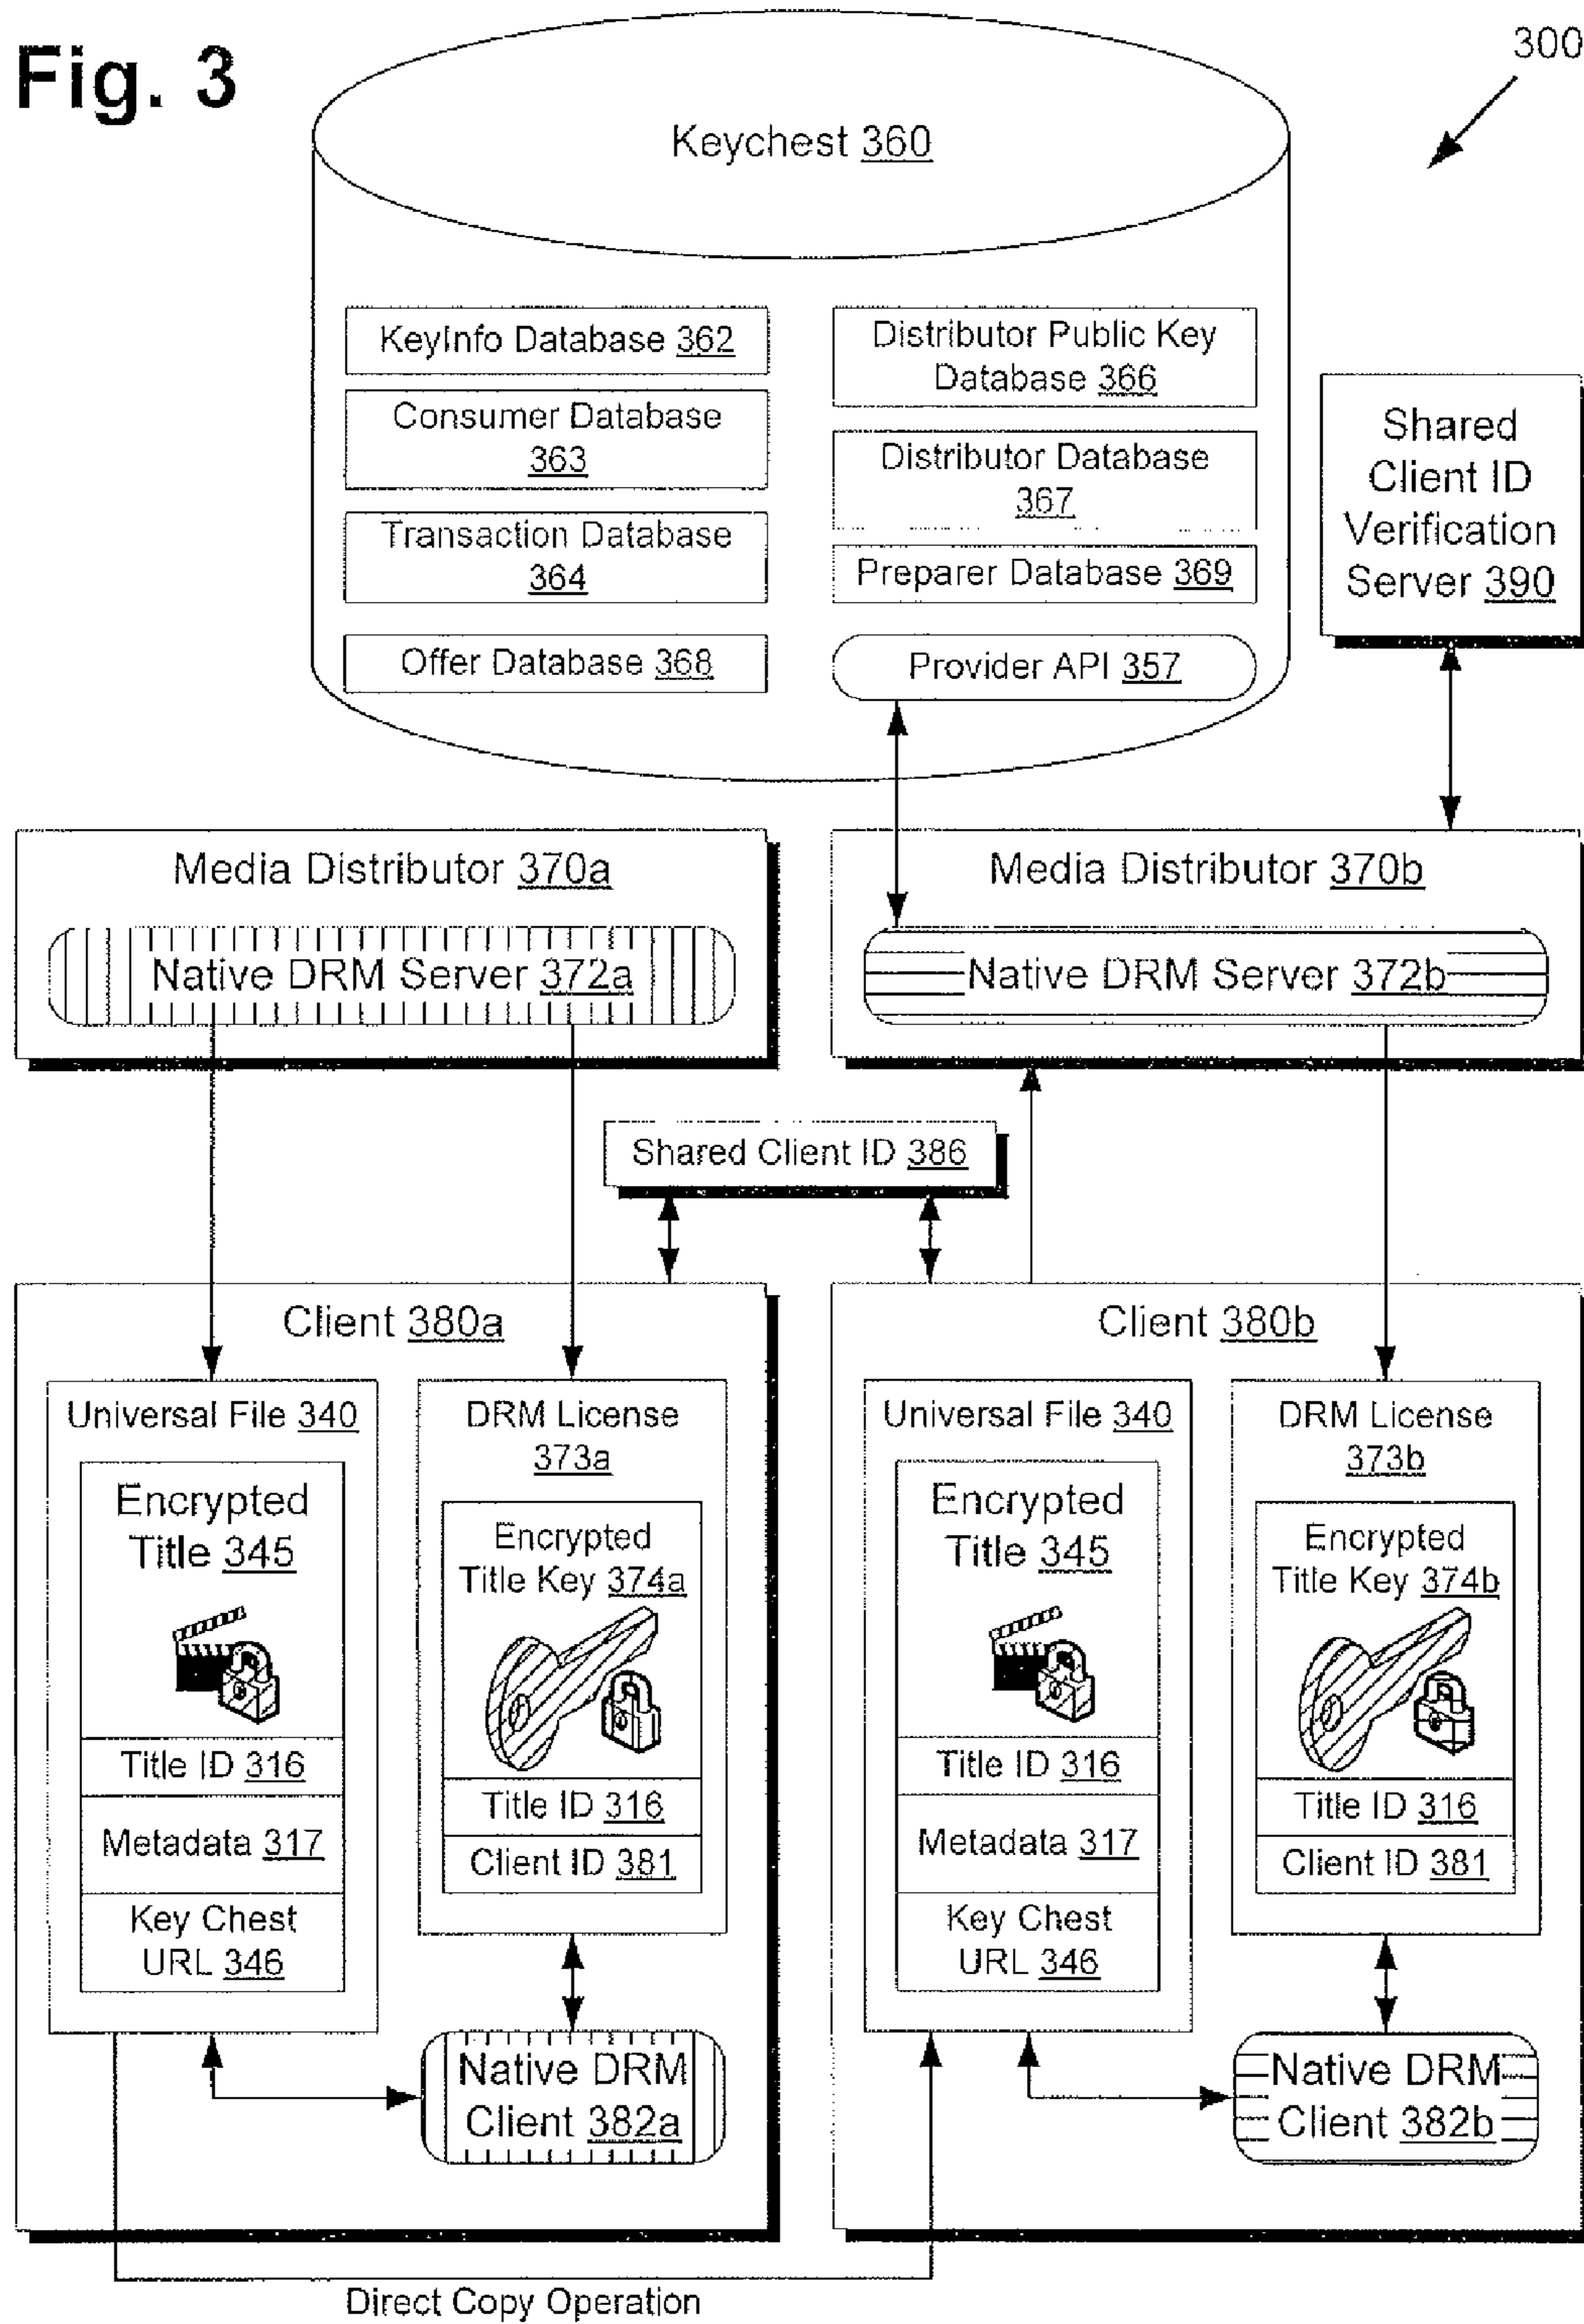 Fig. 3
300
Keychest 360
KeyInfo Database 362
Consumer Database
363
Transaction Database
364
Offer Database 368
Distributor Public Key
Database 366
Distributor Database
367
Preparer Database 369
Provider API 357
Shared
Client ID
Verification
Server 390
Media Distributor 370a
Native DRM Server 372a
Media Distributor 370b
Native DRM Server 372b
Shared Client ID 386
Client 380a
Universal File 340
Encrypted
Title 345
Title ID 316
Metadata 317
Key Chest
URL 346
DRM License
373a
Encrypted
Title Key 374a
Title ID 316
Client ID 381
Native DRM
Client 382a
Client 380b
Universal File 340
Encrypted
Title 345
Title ID 316
Metadata 317
Key Chest
URL 346
DRM License
373b
Encrypted
Title Key 374b
Title ID 316
Client ID 381
Native DRM
Client 382b
Direct Copy Operation